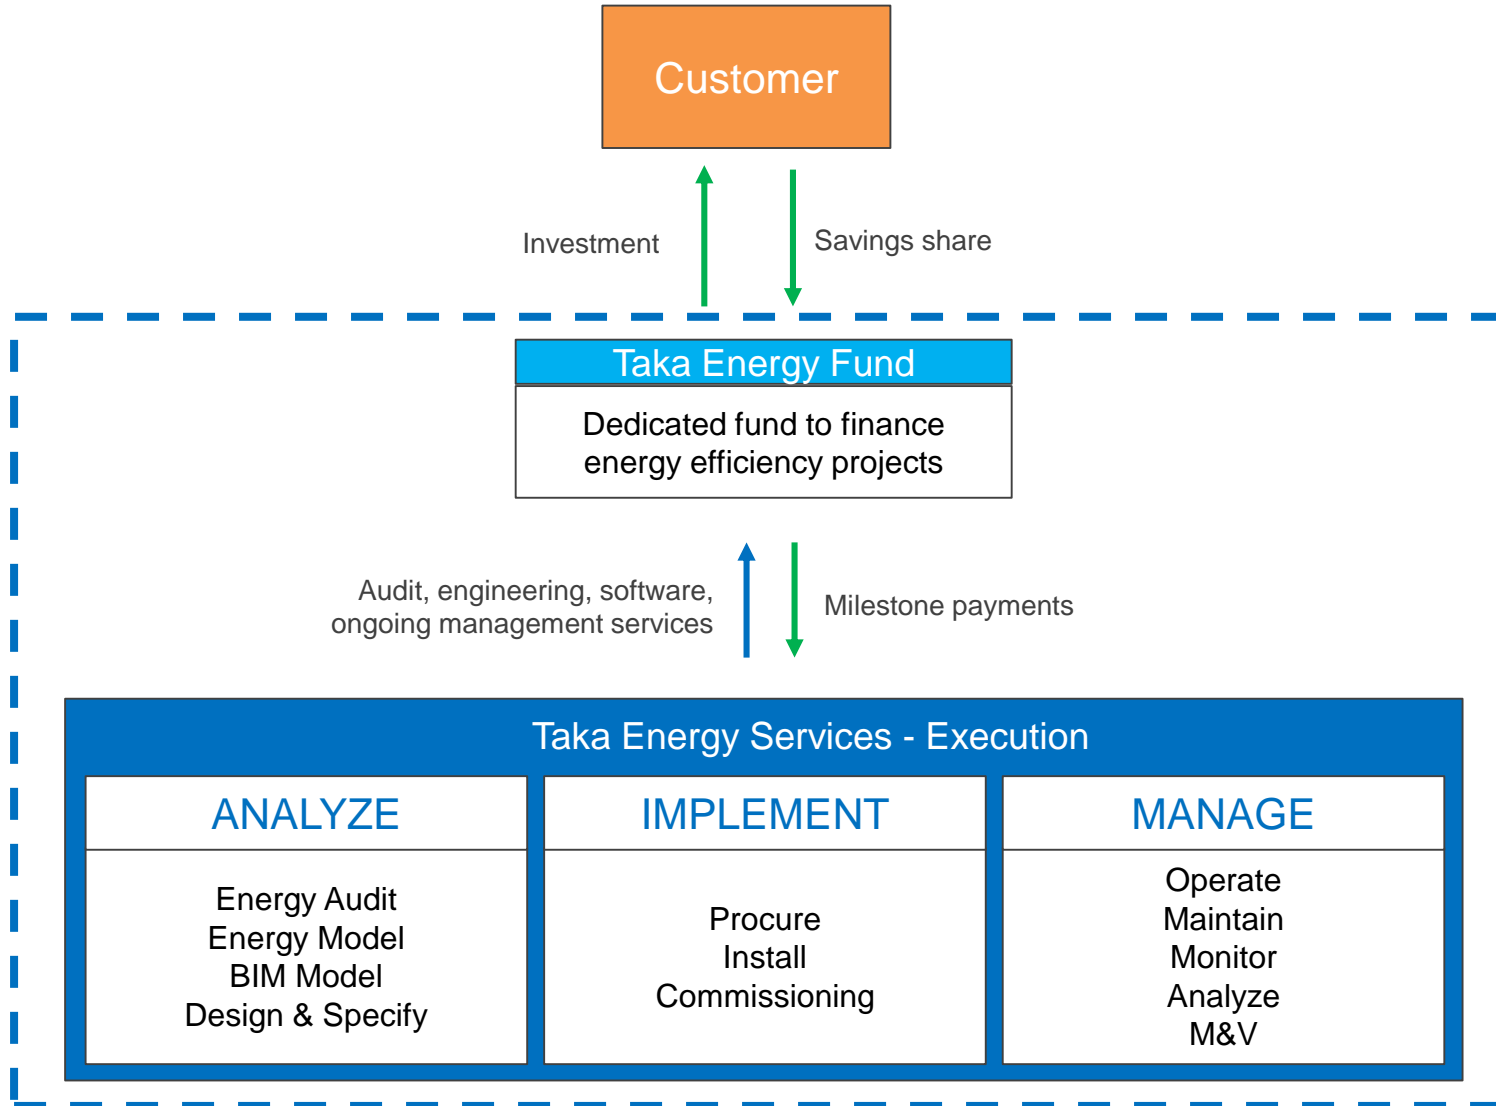 Customer
Investment
Savings share
Taka Energy Fund
Dedicated fund to finance
energy efficiency projects
Audit, engineering, software,
ongoing management services
Milestone payments
Taka Energy Services - Execution
ANALYZE
Energy Audit
Energy Model
BIM Model
Design & Specify
IMPLEMENT
Procure
Install
Commissioning
MANAGE
Operate
Maintain
Monitor
Analyze
M&V